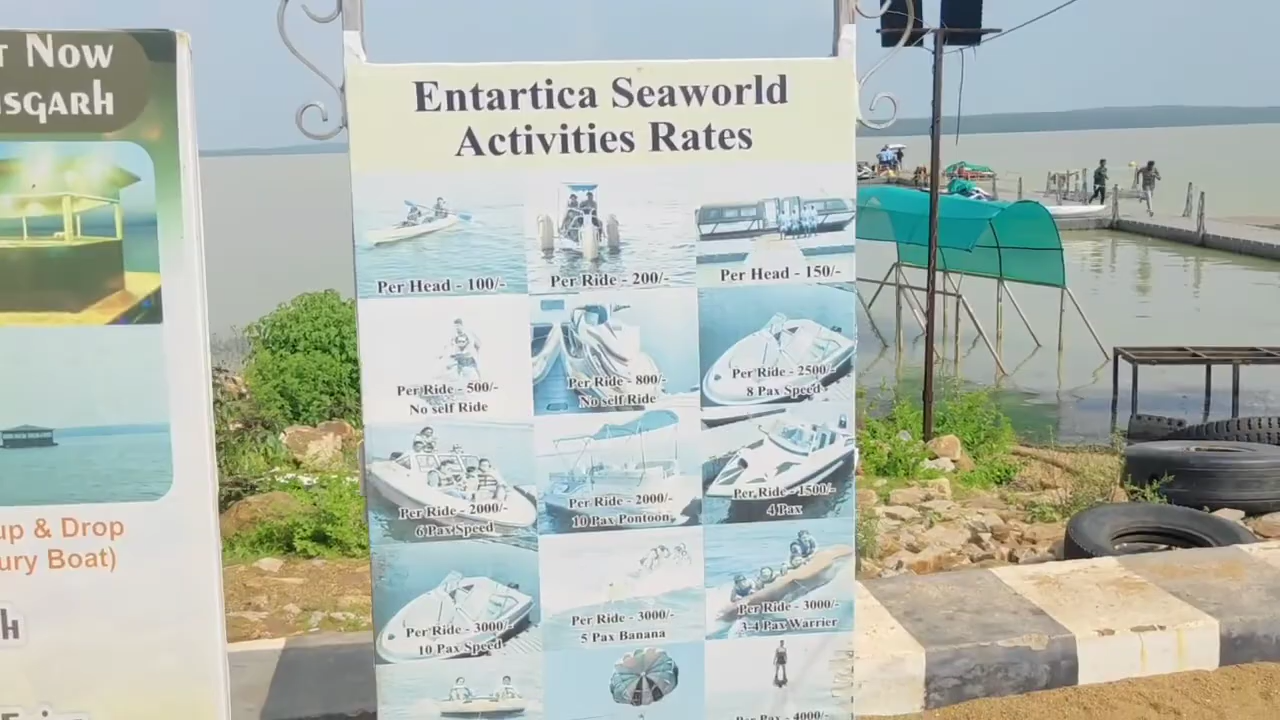 Now
SGARH
up & Drop
ury Boat)
h
Entartica Seaworld
Activities Rates
Per Head - 100/-
Per Ride - 200/-
Per Head - 150/-
Per Ride - 500/-
No self Ride
Per Ride - 800/-
No self Ride
Per Ride - 2500/-
8 Pax Speed
Per Ride - 2000/-
6 Pax Speed
Per Ride - 2000/-
10 Pax Pontoon
Per Ride - 1500/-
4 Pax
Per Ride - 3000/-
10 Pax Speed
Per Ride - 3000/-
5 Pax Banana
Per Ride - 3000/-
3-4 Pax Warrier
Per Pax - 4000/-